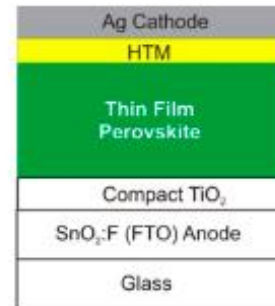 Ag Cathode
HTM
Thin Film
Perovskite
Compact TiO₂
SnO₂:F (FTO) Anode
Glass